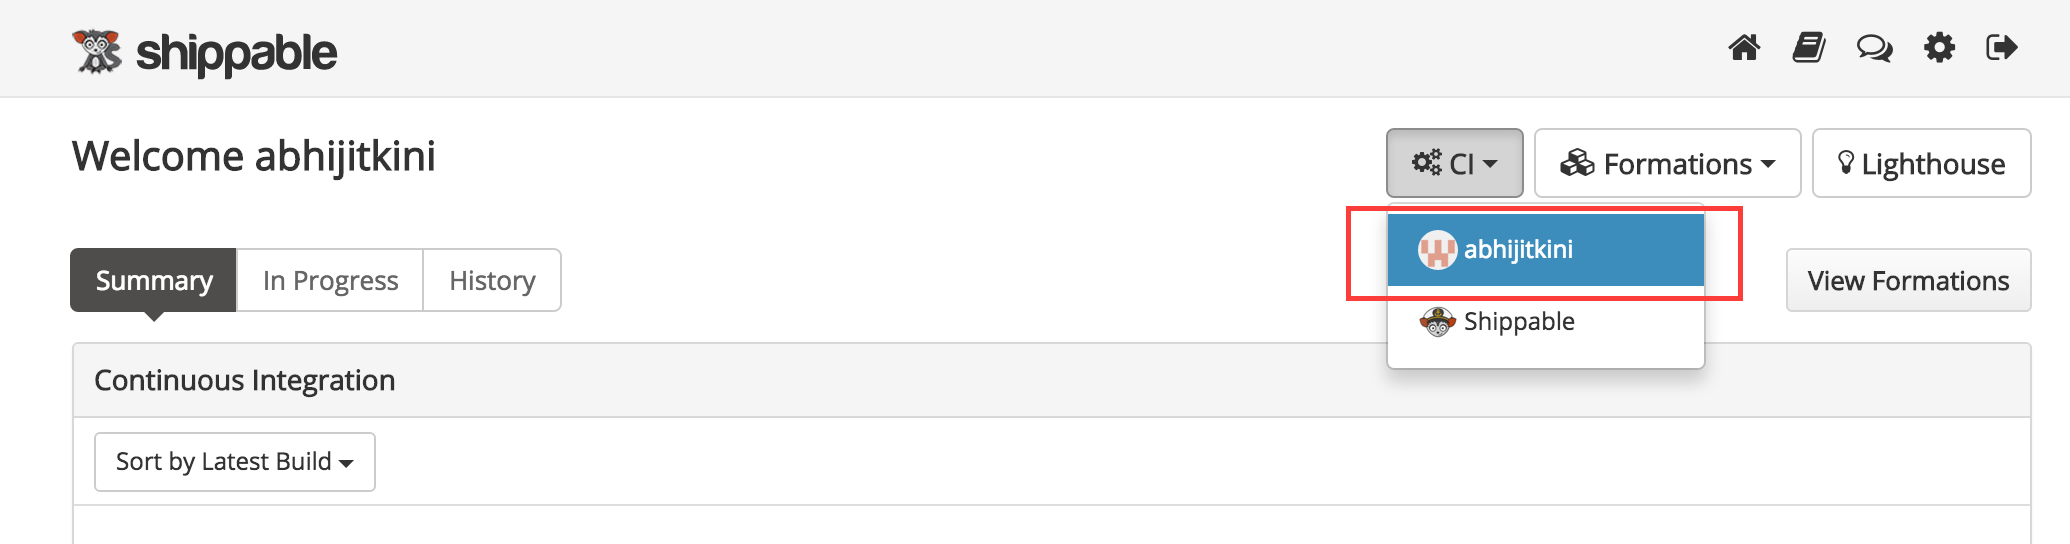 shippable
Welcome abhijitkini
CI
Formations
Lighthouse
abhijitkini
Shippable
Summary
In Progress
History
View Formations
Continuous Integration
Sort by Latest Build